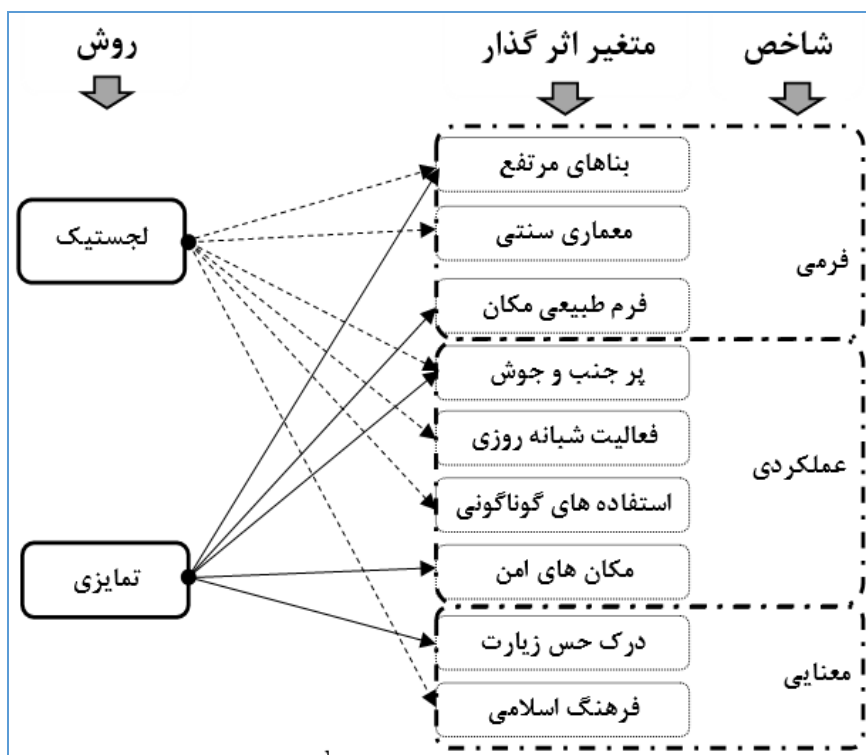 شاخص
متغیر اثر گذار
روش
فرمی
بناهای مرتفع
معماری سنتی
فرم طبیعی مکان
عملکردی
پر جنب و جوش
فعالیت شبانه روزی
استفاده های گوناگونی
مکان های امن
معنایی
درک حس زیارت
فرهنگ اسلامی
لجستیک
تمایزی